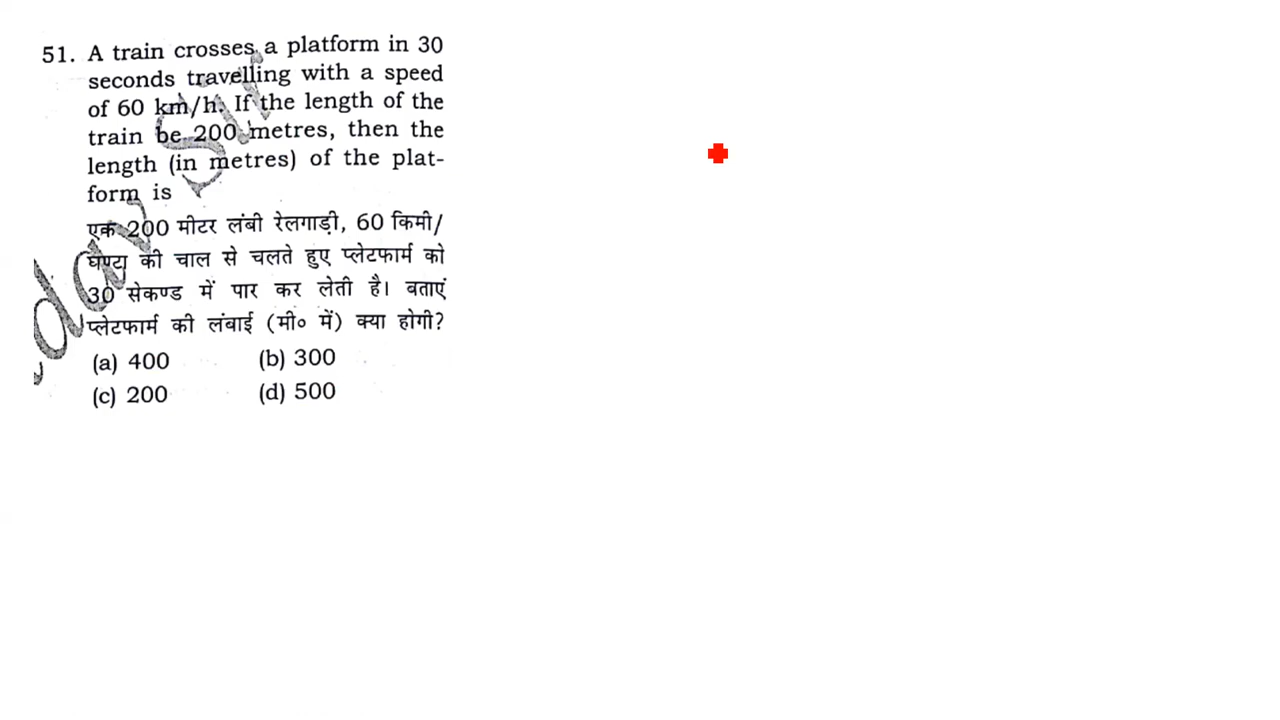 51. A train crosses a platform in 30
seconds travelling with a speed
of 60 km/h. If the length of the
train be 200 metres, then the
length (in metres) of the plat-
form is
एक 200 मीटर लंबी रेलगाड़ी, 60 किमी/
घण्टा की चाल से चलते हुए प्लेटफार्म को
30 सेकण्ड में पार कर लेती है। बताएं
प्लेटफार्म की लंबाई (मी० में) क्या होगी?
(a) 400 (b) 300
(c) 200 (d) 500